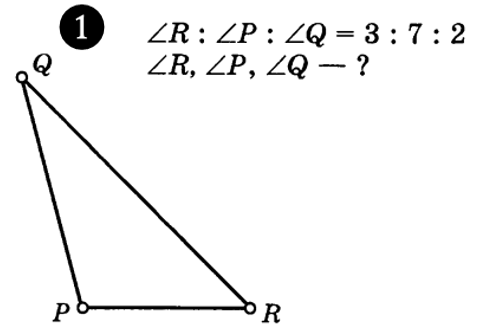 1 ∠R : ∠P : ∠Q = 3 : 7 : 2
∠R, ∠P, ∠Q — ?
Q
P R